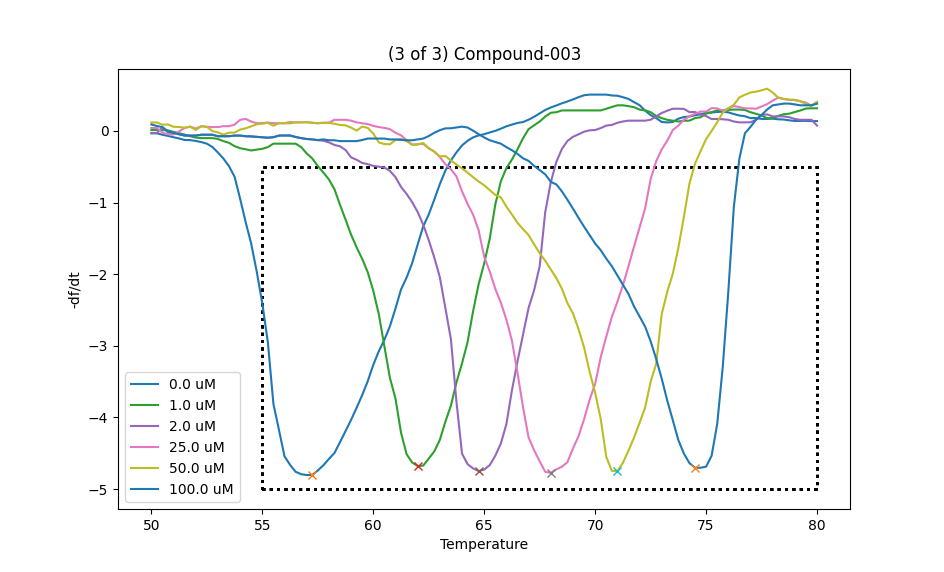 (3 of 3) Compound-003
-df/dt
0
−1
−2
−3
−4
−5
0.0 uM
1.0 uM
2.0 uM
25.0 uM
50.0 uM
100.0 uM
50 55 60 65 70 75 80
Temperature